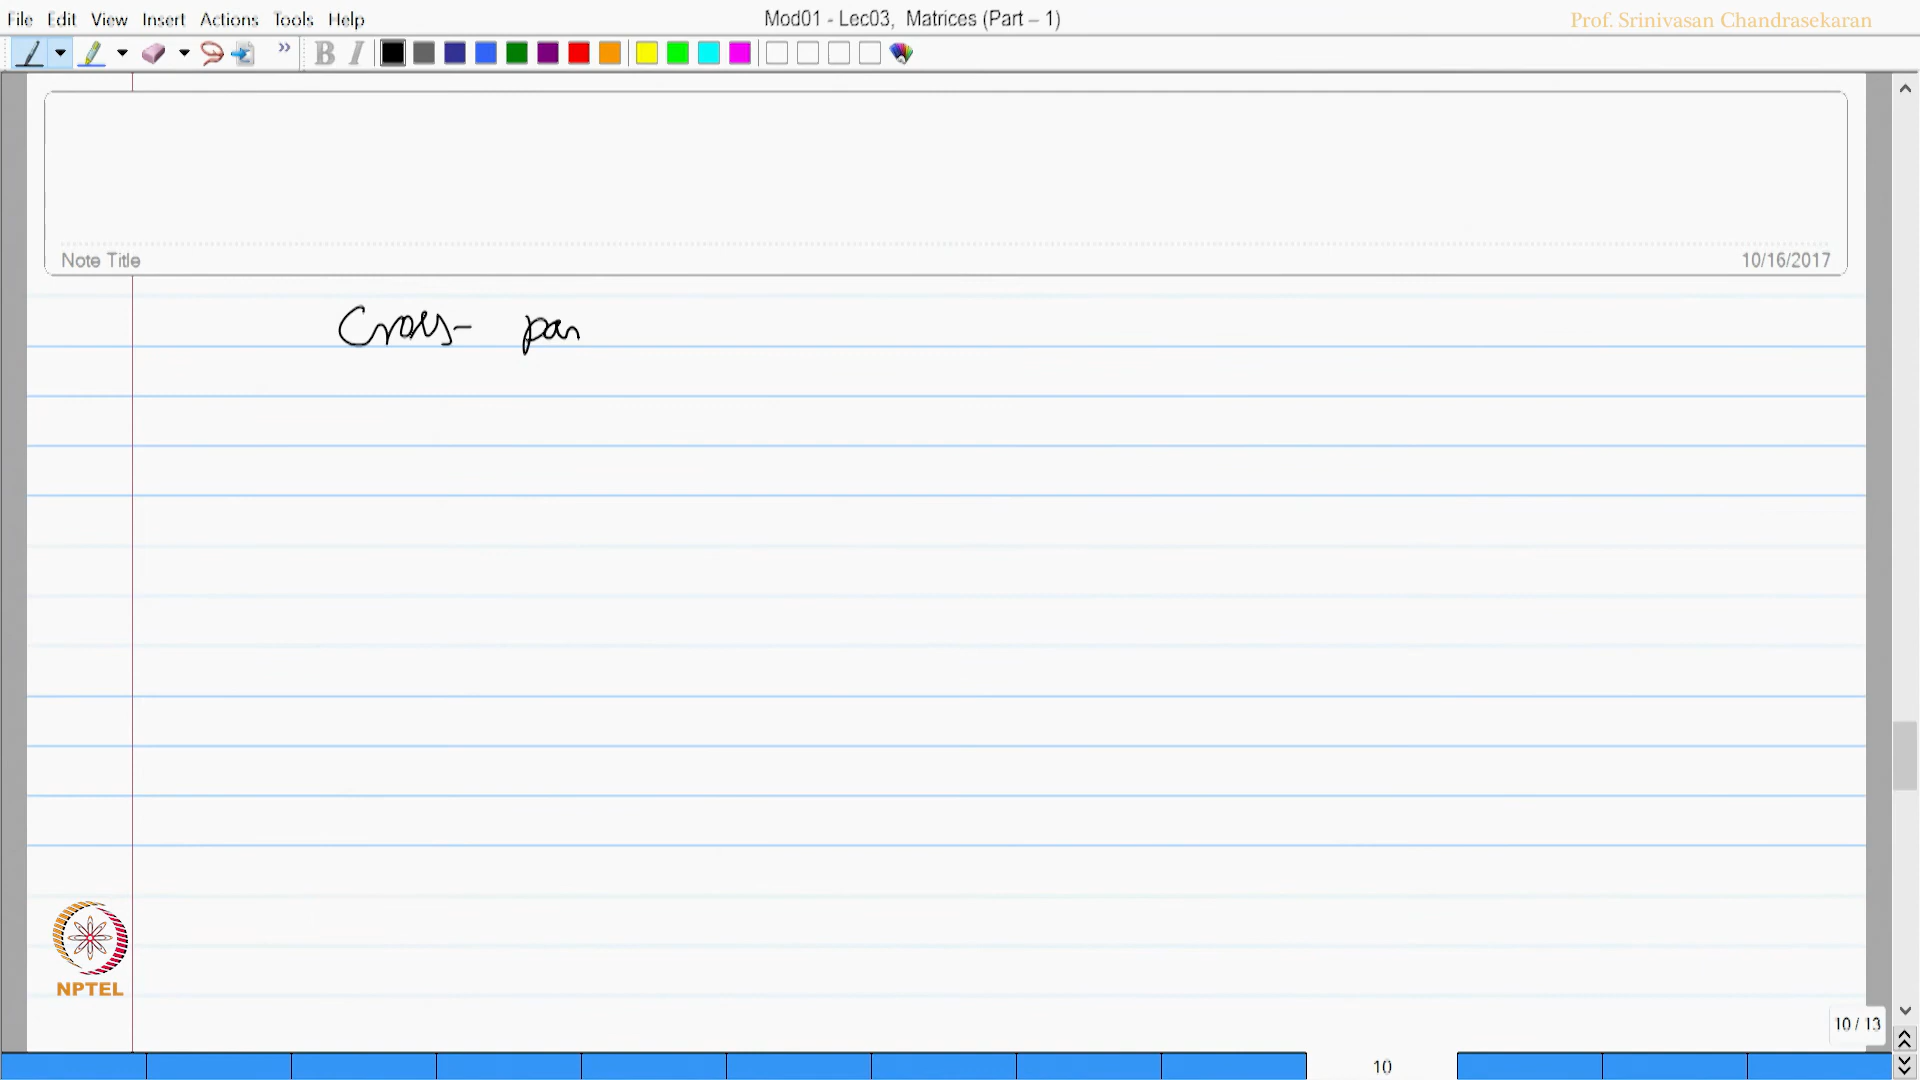 File Edit View Insert Actions Tools Help Mod01 - Lec03, Matrices (Part – 1) Prof. Srinivasan Chandrasekaran
B I
Note Title 10/16/2017
Cross- par
NPTEL
10 / 13
10